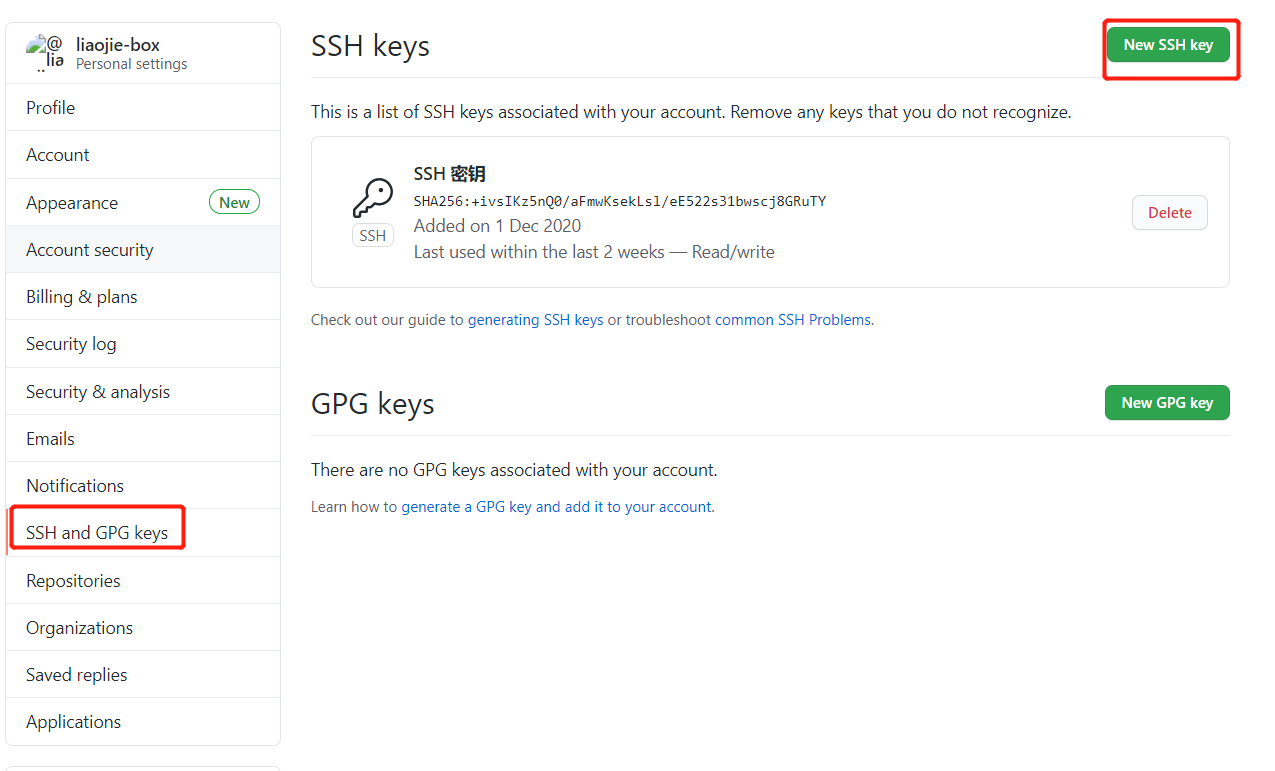 @
lia
liaojie-box
Personal settings
Profile
Account
Appearance
New
Account security
Billing & plans
Security log
Security & analysis
Emails
Notifications
SSH and GPG keys
Repositories
Organizations
Saved replies
Applications
SSH keys
New SSH key
This is a list of SSH keys associated with your account. Remove any keys that you do not recognize.
SSH 密钥
SHA256:+ivsIKz5nQ0/aFmwKsekLsl/eE522s31bwscj8GRuTY
SSH
Added on 1 Dec 2020
Last used within the last 2 weeks — Read/write
Delete
Check out our guide to generating SSH keys or troubleshoot common SSH Problems.
GPG keys
New GPG key
There are no GPG keys associated with your account.
Learn how to generate a GPG key and add it to your account.